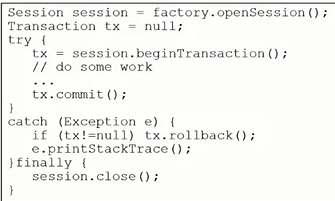 Session session = factory.openSession();
Transaction tx = null;
try {
   tx = session.beginTransaction();
   // do some work
   ...
   tx.commit();
}
catch (Exception e) {
   if (tx!=null) tx.rollback();
   e.printStackTrace();
}finally {
   session.close();
}